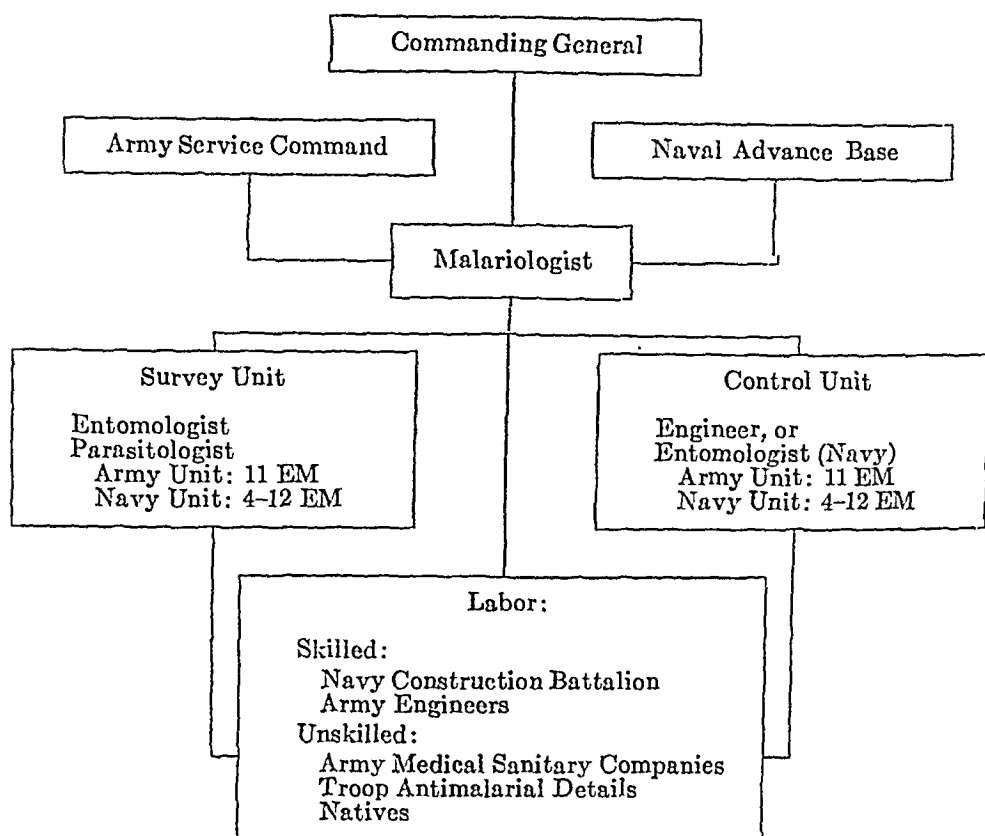 Commanding General
Army Service Command
Naval Advance Base
Malariologist
Survey Unit
Entomologist
Parasitologist
Army Unit: 11 EM
Navy Unit: 4–12 EM
Control Unit
Engineer, or
Entomologist (Navy)
Army Unit: 11 EM
Navy Unit: 4–12 EM
Labor:
Skilled:
Navy Construction Battalion
Army Engineers
Unskilled:
Army Medical Sanitary Companies
Troop Antimalarial Details
Natives